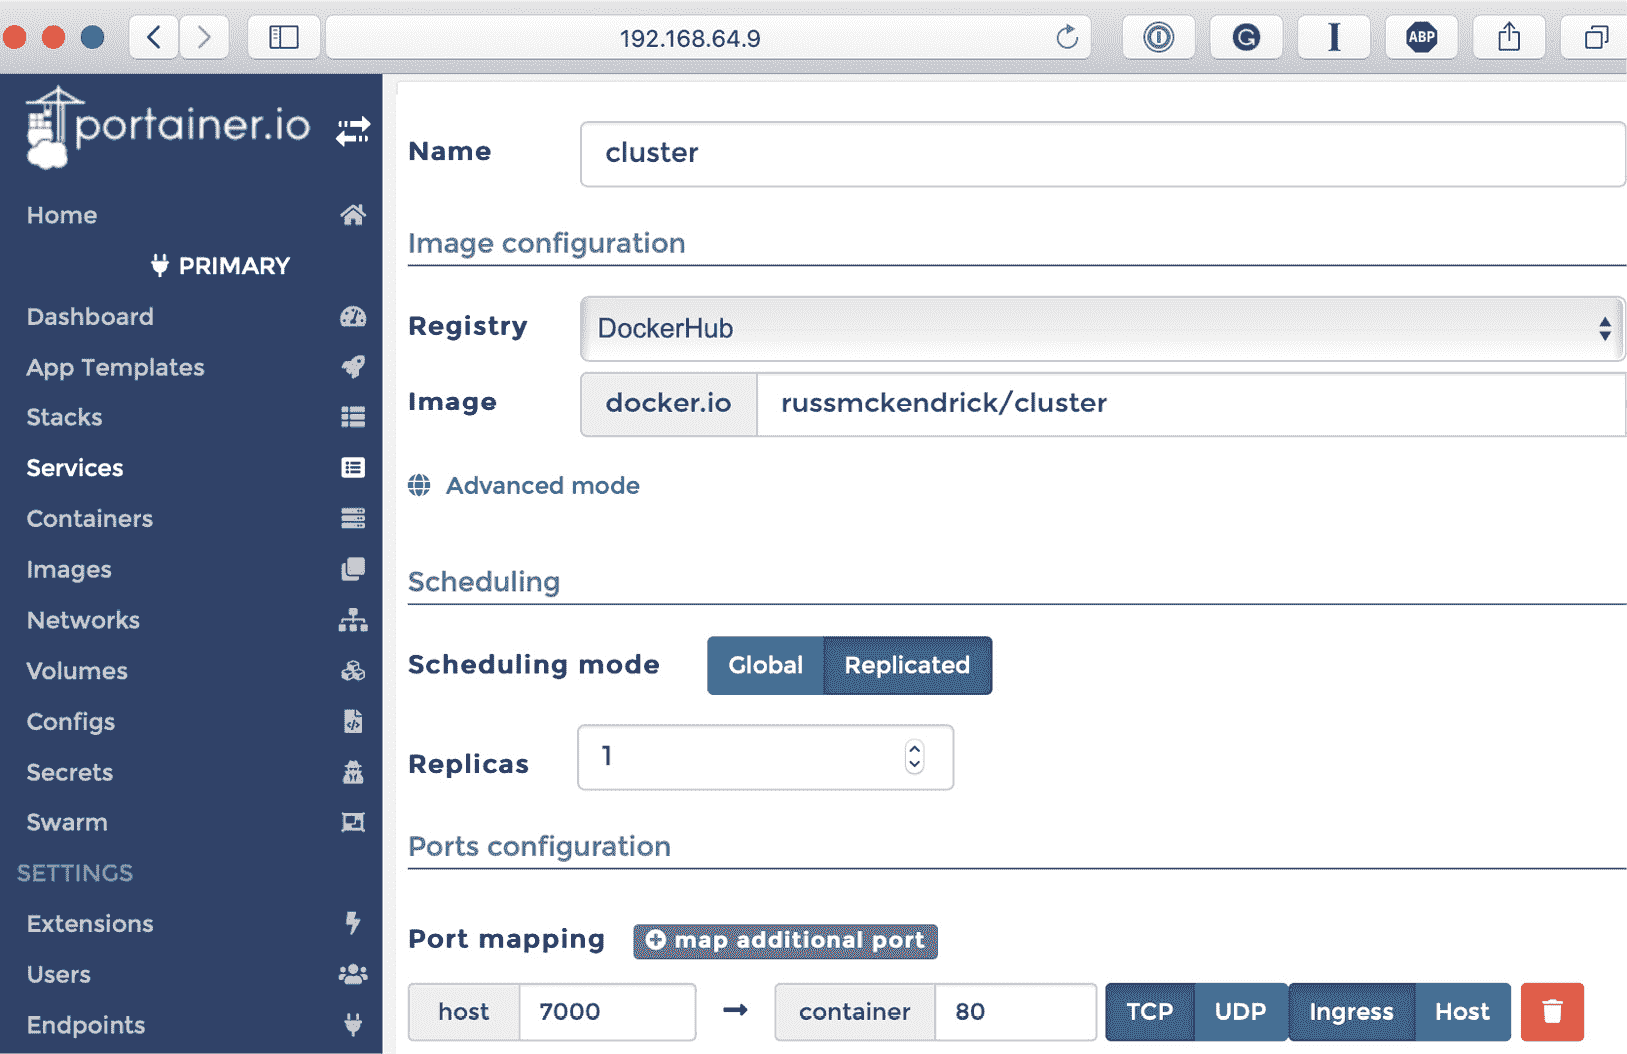 192.168.64.9
ABP
portainer.io
Home
PRIMARY
Dashboard
App Templates
Stacks
Services
Containers
Images
Networks
Volumes
Configs
Secrets
Swarm
SETTINGS
Extensions
Users
Endpoints
Name cluster
Image configuration
Registry DockerHub
Image docker.io russmckendrick/cluster
Advanced mode
Scheduling
Scheduling mode Global Replicated
Replicas 1
Ports configuration
Port mapping map additional port
host 7000 → container 80 TCP UDP Ingress Host